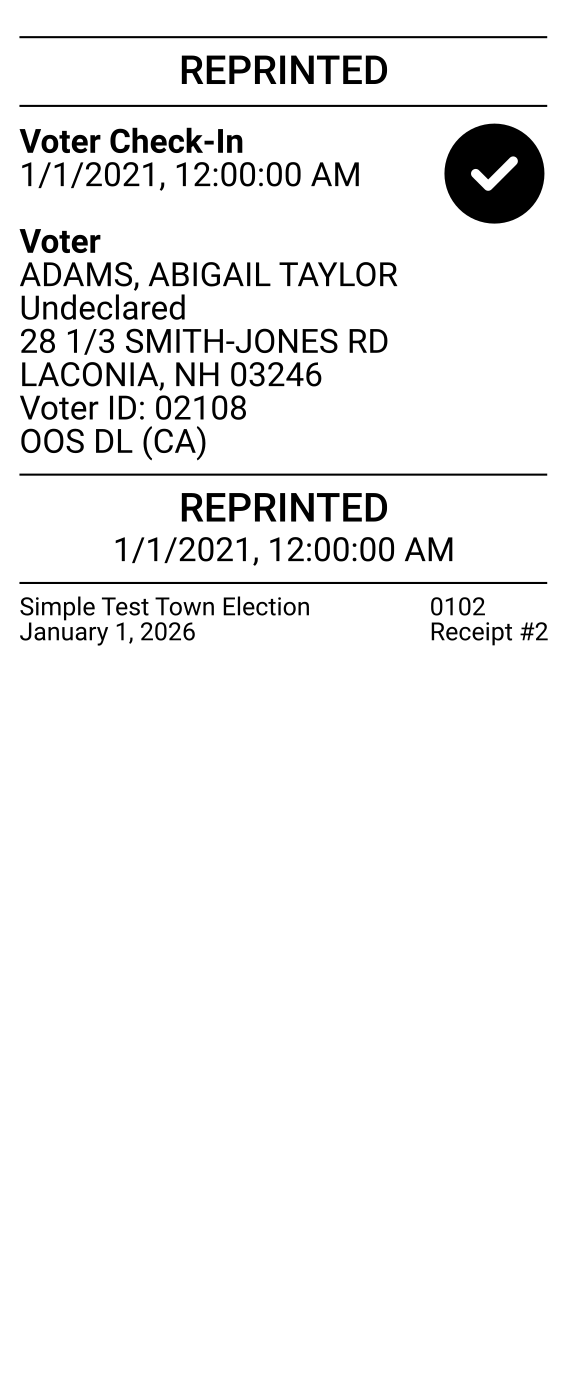 REPRINTED
Voter Check-In
1/1/2021, 12:00:00 AM
Voter
ADAMS, ABIGAIL TAYLOR
Undeclared
28 1/3 SMITH-JONES RD
LACONIA, NH 03246
Voter ID: 02108
OOS DL (CA)
REPRINTED
1/1/2021, 12:00:00 AM
Simple Test Town Election 0102
January 1, 2026 Receipt #2